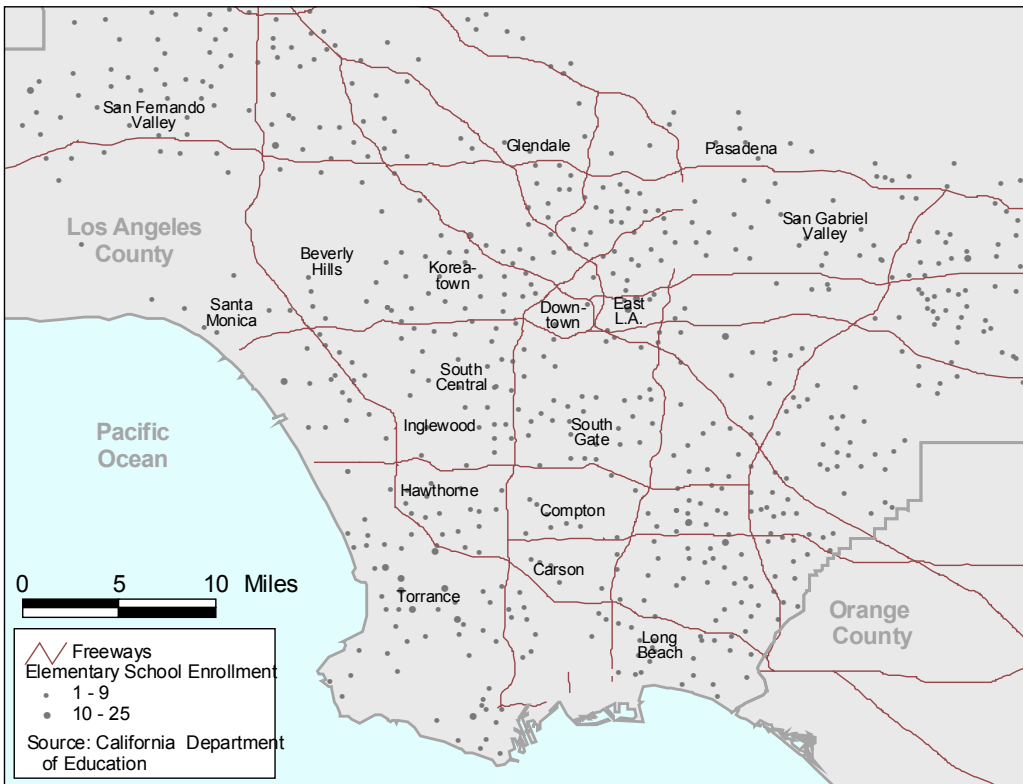 San Fernando
Valley
Glendale
Pasadena
Los Angeles
County
San Gabriel
Valley
Beverly
Hills
Korea-
town
Santa
Monica
Down-
town
East
L.A.
South
Central
Pacific
Ocean
Inglewood
South
Gate
Hawthorne
Compton
Carson
0 5 10 Miles
Torrance
Orange
County
Long
Beach
Freeways
Elementary School Enrollment
1 - 9
10 - 25
Source: California Department
of Education